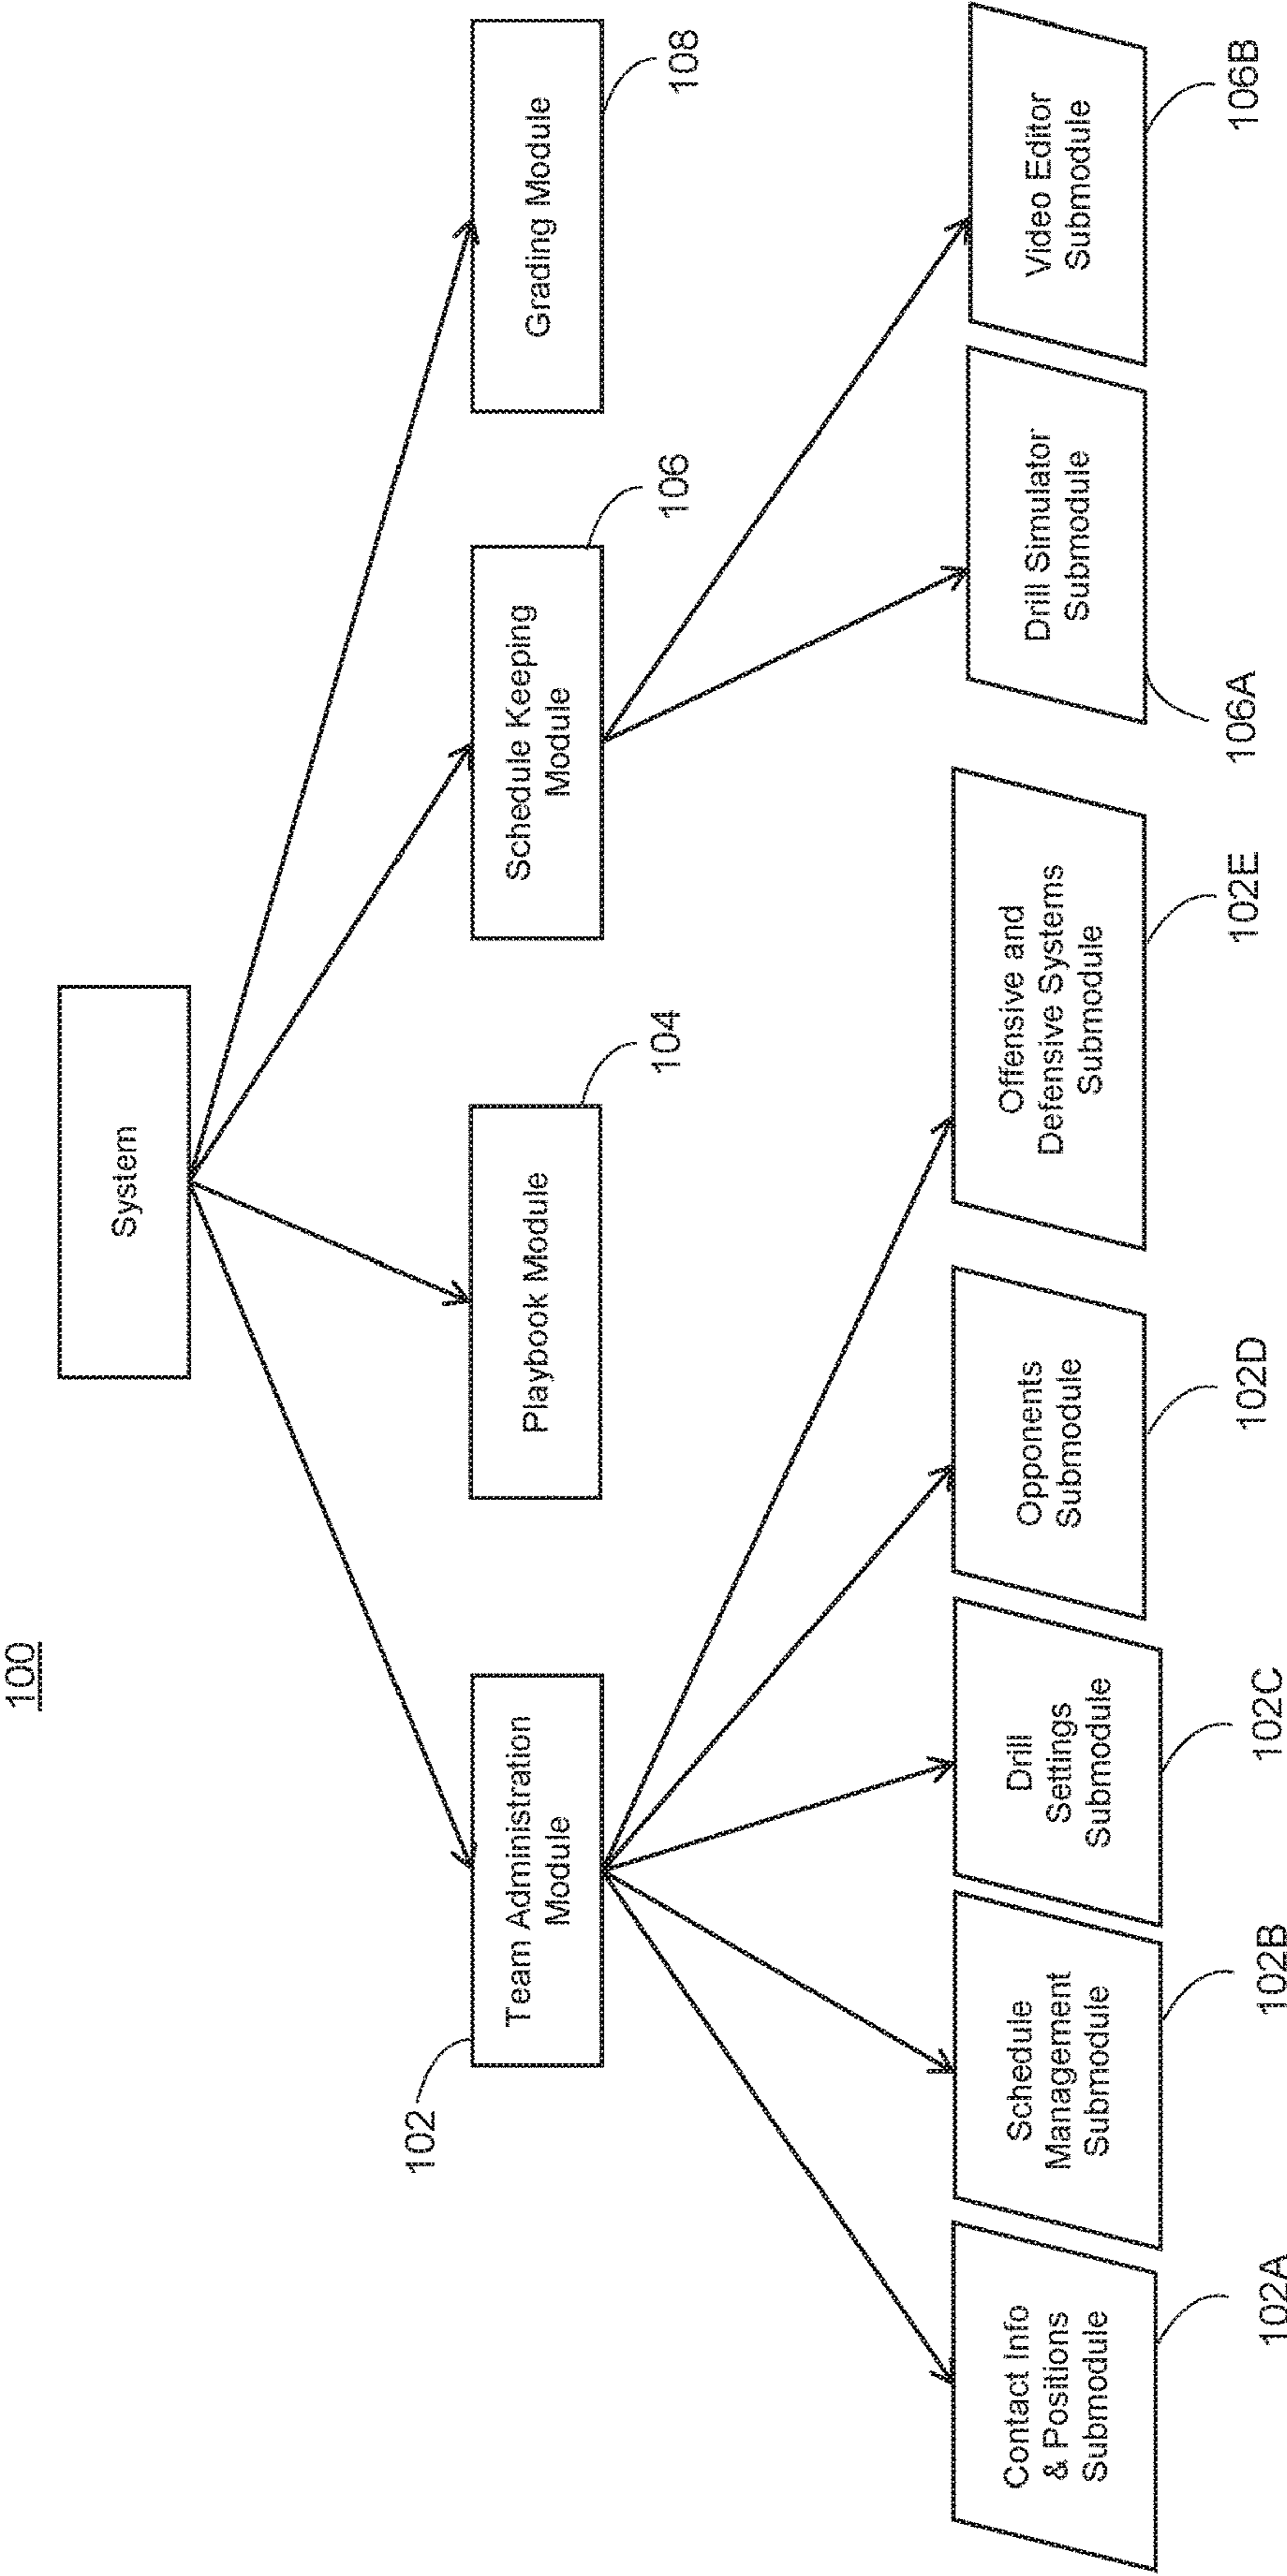 100
System
102
Team Administration
Module
Playbook Module
104
Schedule Keeping
Module
106
Grading Module
108
Contact Info
& Positions
Submodule
102A
Schedule
Management
Submodule
102B
Drill
Settings
Submodule
102C
Opponents
Submodule
102D
Offensive and
Defensive Systems
Submodule
102E
Drill Simulator
Submodule
106A
Video Editor
Submodule
106B